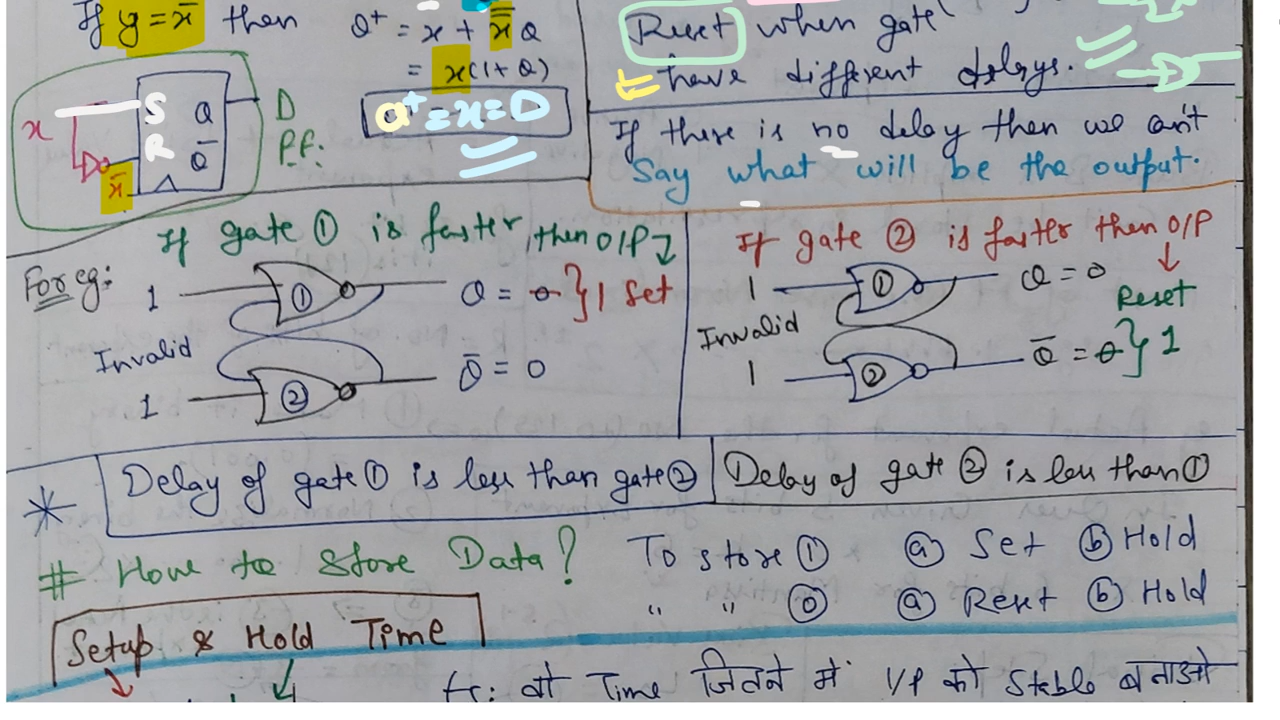 If y = x̄ then
Q⁺ = x + x̿ Q
= x(1+Q)
Q⁺ = x = D
x
S Q
R Q̄
x̄
D
FF:
Reset when gate
have different delays.
If there is no delay then we can't
Say what will be the output.
If gate ① is faster, then O/P ↓
For eg:
1
①
Q = 0} 1 Set
Invalid
1
②
Q̄ = 0
If gate ② is faster then O/P
↓
Reset
1
①
Q = 0
Invalid
1
②
Q̄ = 0} 1
* Delay of gate ① is less than gate ②
Delay of gate ② is less than ①
# How to Store Data?
To store ① ⓐ Set ⓑ Hold
" " ⓪ ⓐ Reset ⓑ Hold
Setup & Hold Time
वो Time जितने में I/P को Stable बनाओ